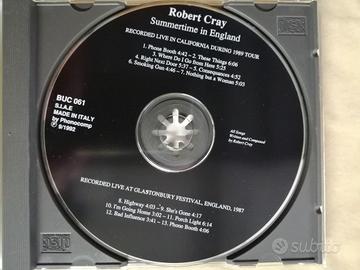 Robert Cray
Summertime in England
RECORDED LIVE IN CALIFORNIA DURING 1989 TOUR
1. Phone Booth 4:42 – 2. These Things 6:06
3. Where Do I Go from Here 5:25
4. Right Next Door 5:37 – 5. Consequences 4:52
6. Smoking Gun 4:46 – 7. Nothing but a Woman 5:03
BUC 061
S.I.A.E
MADE IN ITALY
by Phonocomp
℗ 9/1992
All Songs
Written and Composed
by Robert Cray
RECORDED LIVE AT GLASTONBURY FESTIVAL, ENGLAND, 1987
8. Highway 4:03 – 9. She's Gone 4:17
10. I'm Going Home 3:02 – 11. Porch Light 6:14
12. Bad Influence 3:41 – 13. Phone Booth 4:06
subito